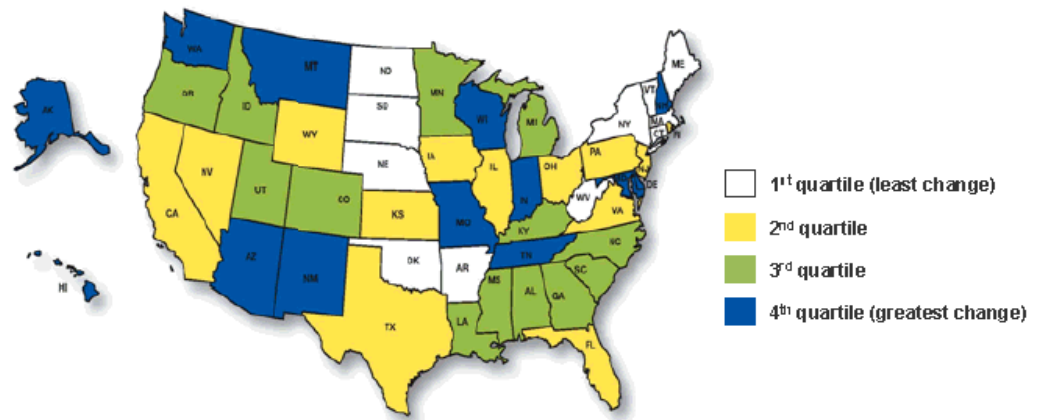 WA
MT
ND
ME
AK
OR
ID
SD
MN
WI
MI
VT
NH
NY
MA
CT
RI
WY
NE
IA
PA
NJ
NV
UT
CO
IL
IN
OH
WV
DE
VA
CA
KS
MO
KY
NC
AZ
NM
OK
AR
TN
SC
HI
TX
MS
AL
GA
LA
FL
1st quartile (least change)
2nd quartile
3rd quartile
4th quartile (greatest change)